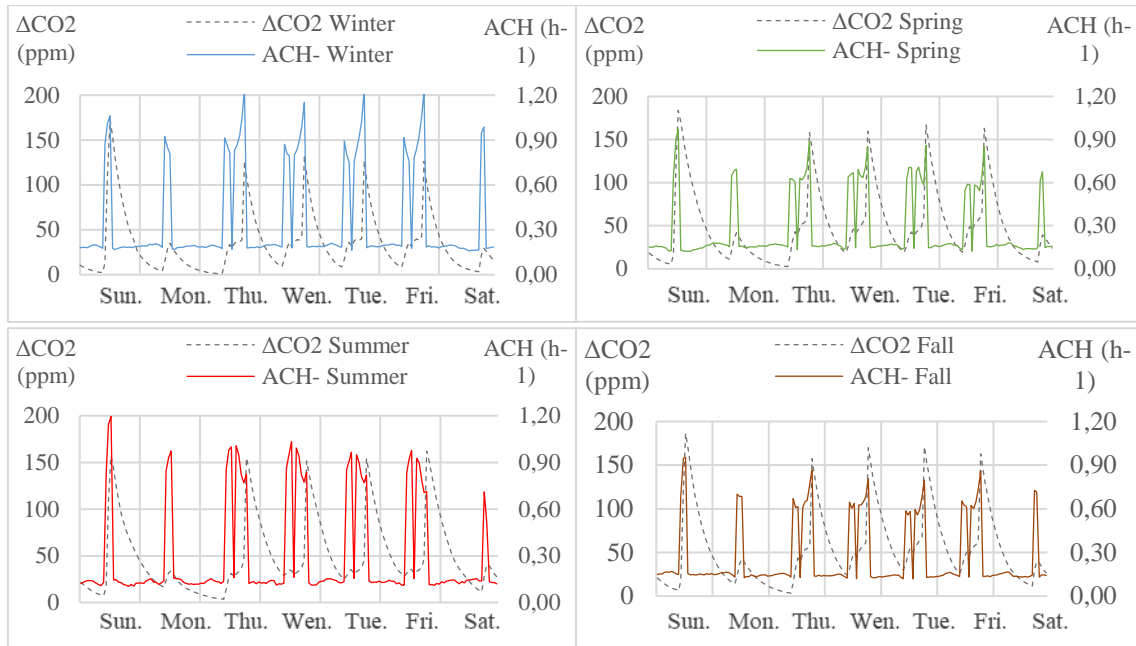 ΔCO2
(ppm)
ΔCO2 Winter
ACH- Winter
ACH (h-
1)
200
150
100
50
0
1,20
0,90
0,60
0,30
0,00
Sun. Mon. Thu. Wen. Tue. Fri. Sat.
ΔCO2
(ppm)
ΔCO2 Spring
ACH- Spring
ACH (h-
1)
200
150
100
50
0
1,20
0,90
0,60
0,30
0,00
Sun. Mon. Thu. Wen. Tue. Fri. Sat.
ΔCO2
(ppm)
ΔCO2 Summer
ACH- Summer
ACH (h-
1)
200
150
100
50
0
1,20
0,90
0,60
0,30
0,00
Sun. Mon. Thu. Wen. Tue. Fri. Sat.
ΔCO2
(ppm)
ΔCO2 Fall
ACH- Fall
ACH (h-
1)
200
150
100
50
0
1,20
0,90
0,60
0,30
0,00
Sun. Mon. Thu. Wen. Tue. Fri. Sat.